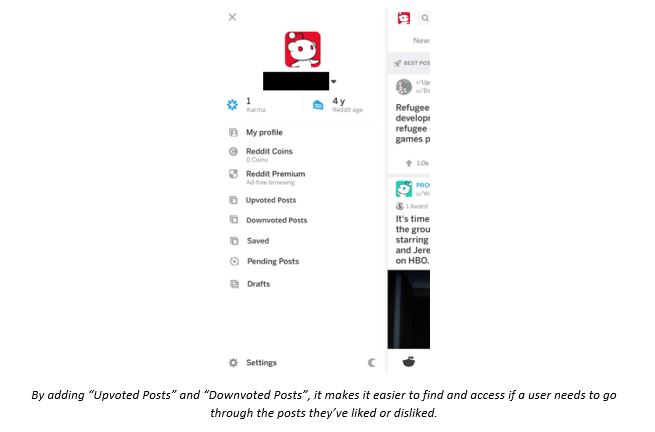 1
Karma
4 y
Reddit age
My profile
Reddit Coins
0 Coins
Reddit Premium
Ad-free browsing
Upvoted Posts
Downvoted Posts
Saved
Pending Posts
Drafts
Settings
New
BEST POS
r/Up
u/Ba
Refugee
develop
refugee
games p
10k
PRO
u/W
1 Award
It's time
the grou
starring
and Jere
on HBO.
By adding “Upvoted Posts” and “Downvoted Posts”, it makes it easier to find and access if a user needs to go
through the posts they’ve liked or disliked.